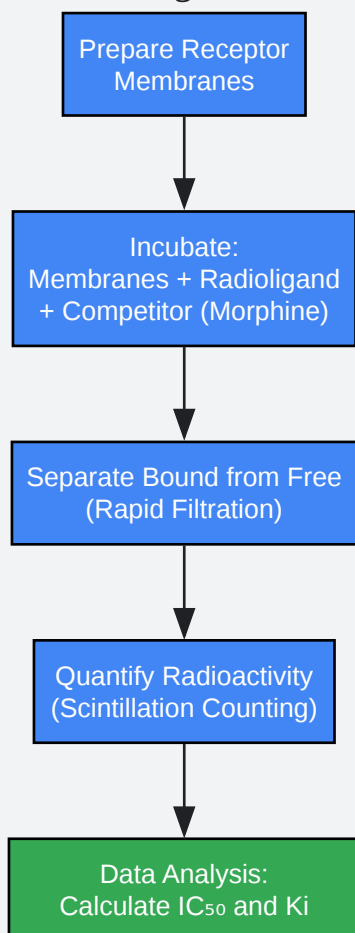 Prepare Receptor
Membranes
Incubate:
Membranes + Radioligand
+ Competitor (Morphine)
Separate Bound from Free
(Rapid Filtration)
Quantify Radioactivity
(Scintillation Counting)
Data Analysis:
Calculate IC₅₀ and Ki